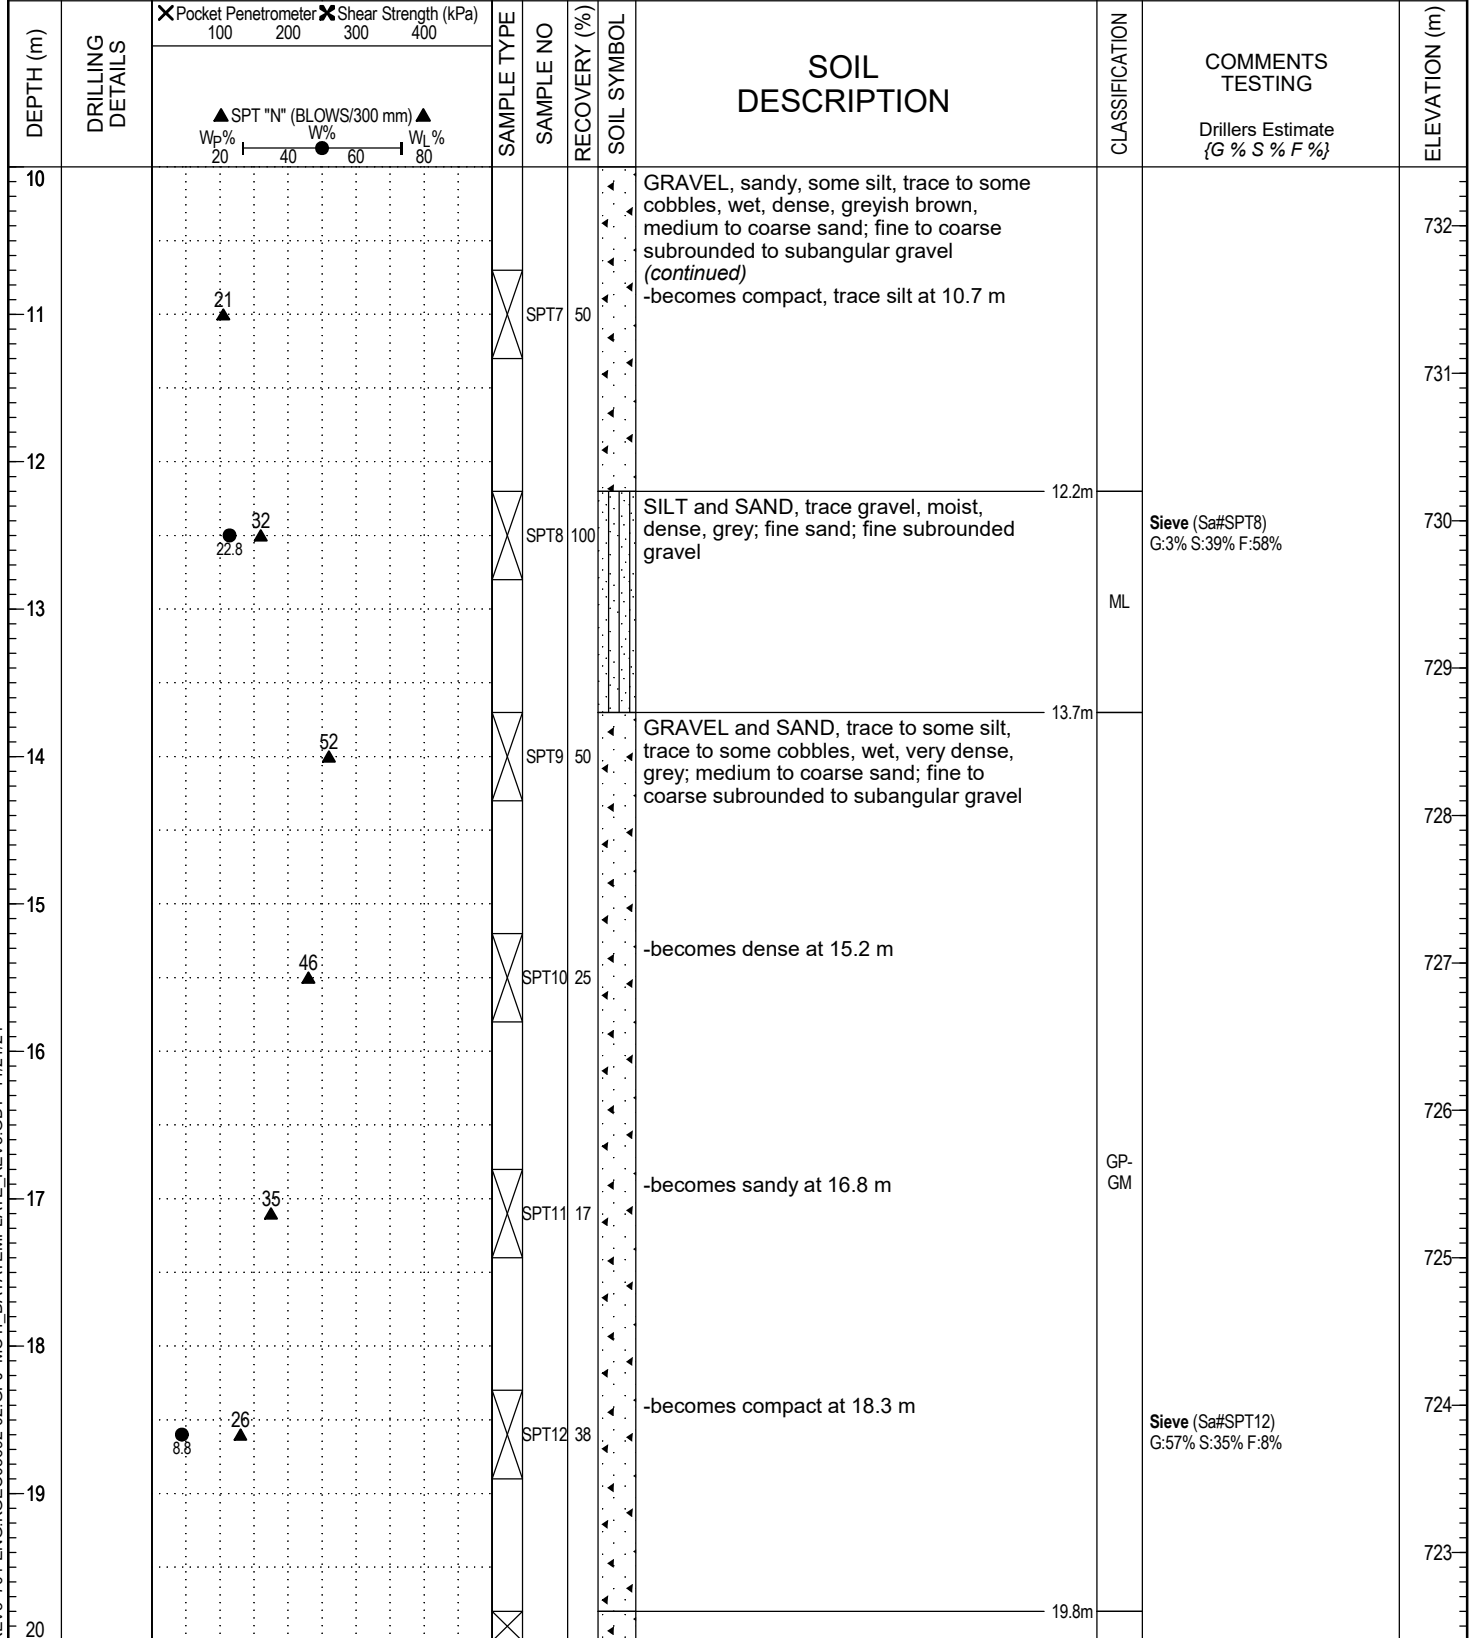 DEPTH (m)
DRILLING
DETAILS
Pocket Penetrometer Shear Strength (kPa)
100 200 300 400
SPT "N" (BLOWS/300 mm)
WP% W% WL%
20 40 60 80
SAMPLE TYPE
SAMPLE NO
RECOVERY (%)
SOIL SYMBOL
SOIL
DESCRIPTION
CLASSIFICATION
COMMENTS
TESTING
Drillers Estimate
{G % S % F %}
ELEVATION (m)
10
GRAVEL, sandy, some silt, trace to some
cobbles, wet, dense, greyish brown,
medium to coarse sand; fine to coarse
subrounded to subangular gravel
(continued)
-becomes compact, trace silt at 10.7 m
732
21
11
SPT7 50
731
12
12.2m
SILT and SAND, trace gravel, moist,
dense, grey; fine sand; fine subrounded
gravel
32
22.8
SPT8 100
Sieve (Sa#SPT8)
G:3% S:39% F:58%
730
13
ML
729
13.7m
GRAVEL and SAND, trace to some silt,
trace to some cobbles, wet, very dense,
grey; medium to coarse sand; fine to
coarse subrounded to subangular gravel
52
14
SPT9 50
728
15
-becomes dense at 15.2 m
46
SPT10 25
727
16
726
GP-
GM
-becomes sandy at 16.8 m
17
35
SPT11 17
725
18
-becomes compact at 18.3 m
724
26
8.8
SPT12 38
Sieve (Sa#SPT12)
G:57% S:35% F:8%
19
723
19.8m
20